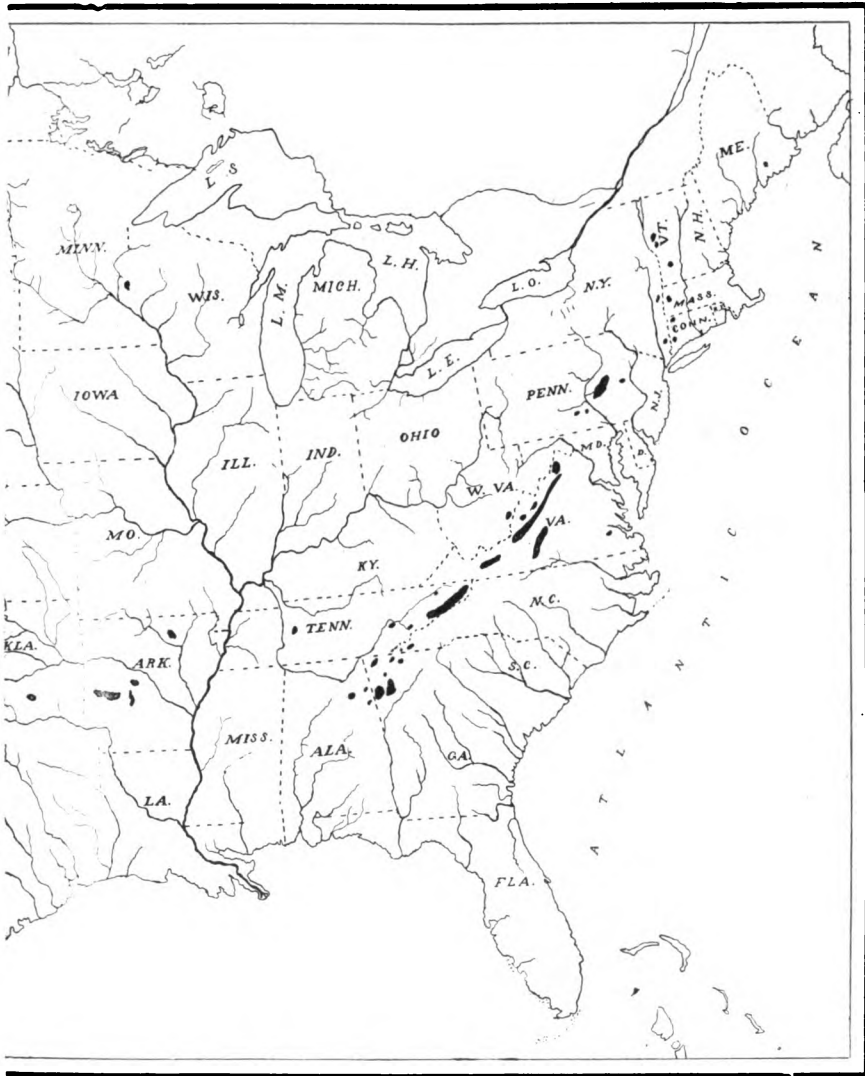 ME.
L. S
MINN.
VT.
N.H.
L. H.
WIS.
L. M.
MICH.
L. O.
N.Y.
MASS.
CONN.
R.I.
L. E.
IOWA
PENN.
N.J.
OHIO
IND.
ILL.
MD.
D.
W. VA.
VA.
MO.
KY.
N.C.
TENN.
KLA.
ARK.
S.C.
MISS.
ALA.
GA.
LA.
FLA.
ATLANTIC OCEAN